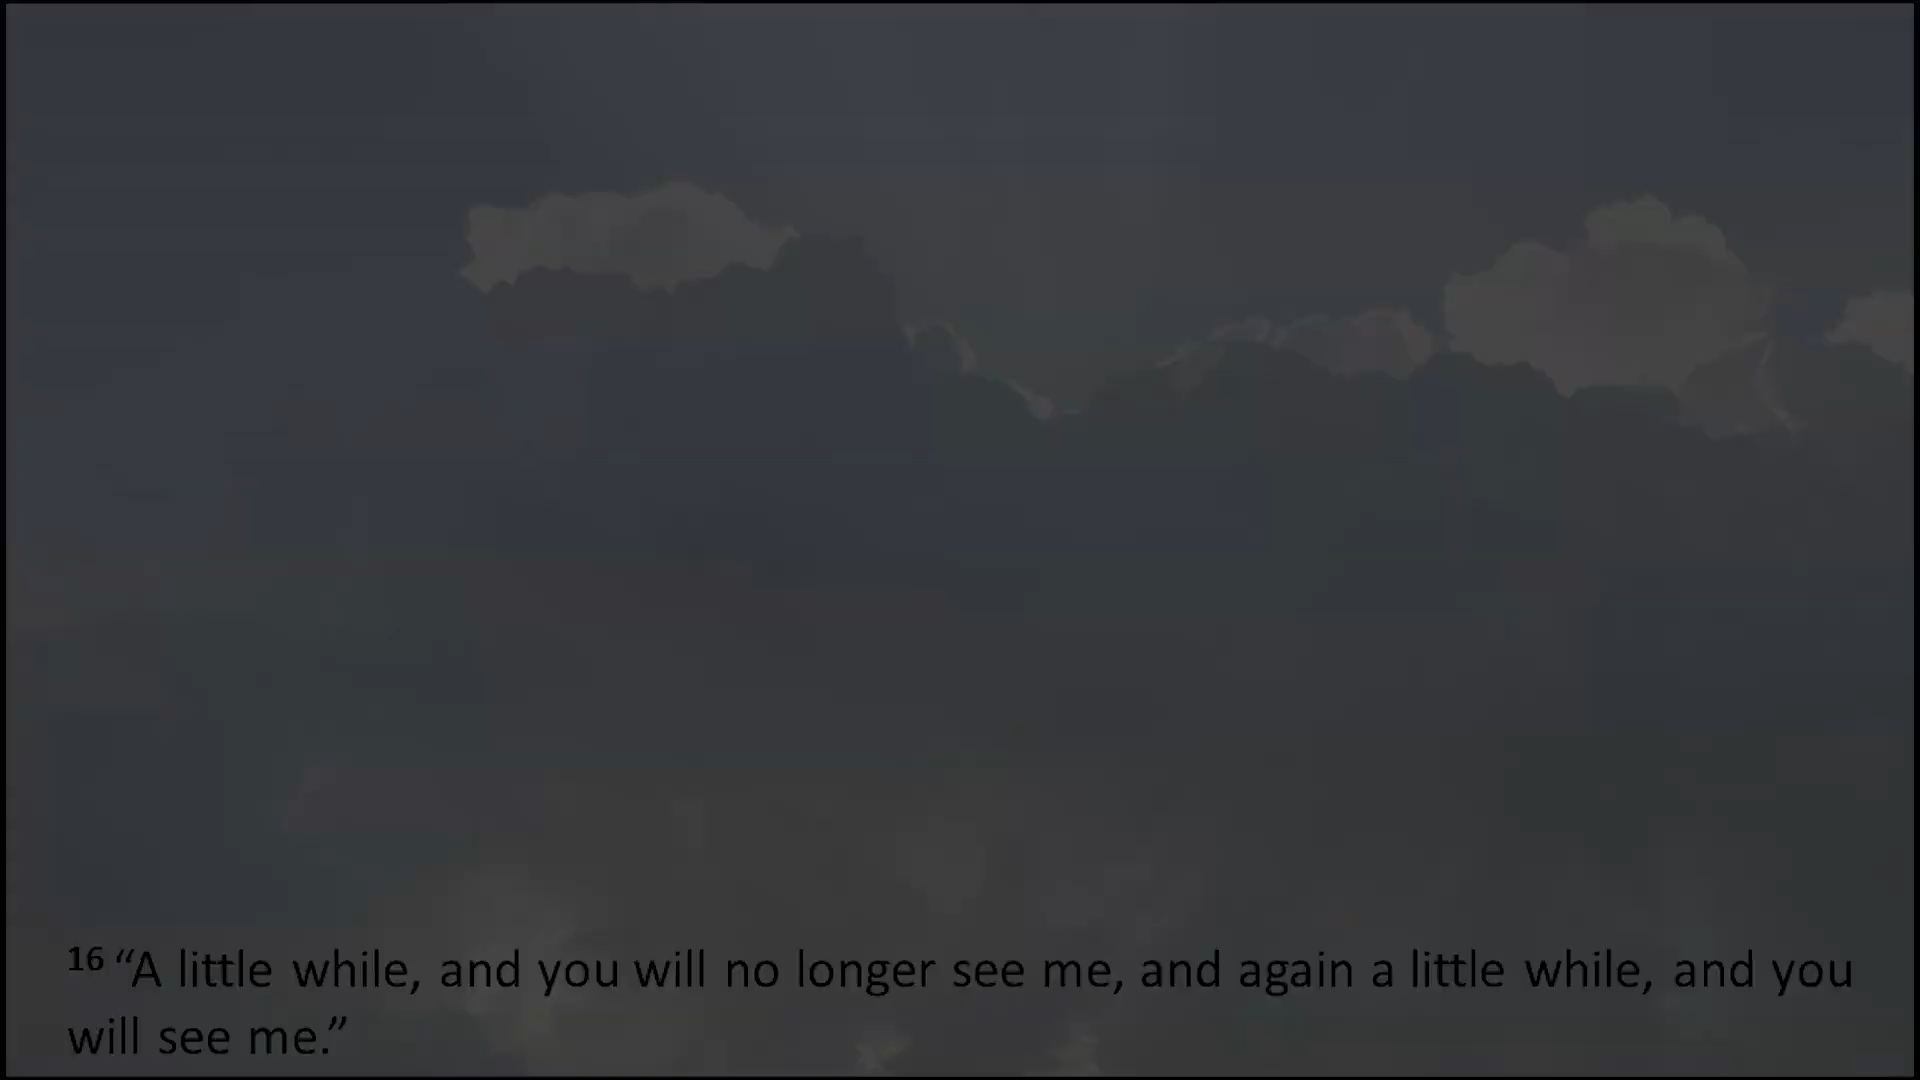 16 “A little while, and you will no longer see me, and again a little while, and you
will see me.”